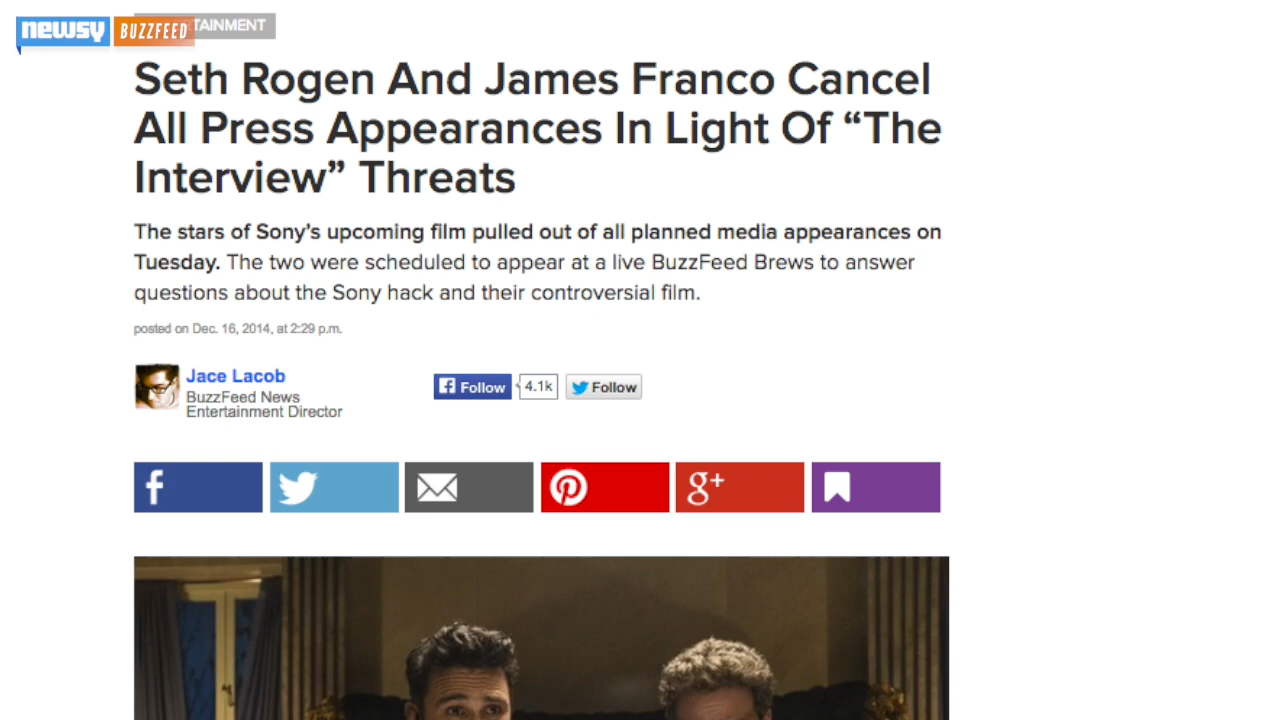 newsy BUZZFEED TAINMENT
Seth Rogen And James Franco Cancel
All Press Appearances In Light Of “The
Interview” Threats
The stars of Sony’s upcoming film pulled out of all planned media appearances on
Tuesday. The two were scheduled to appear at a live BuzzFeed Brews to answer
questions about the Sony hack and their controversial film.
posted on Dec. 16, 2014, at 2:29 p.m.
Jace Lacob
BuzzFeed News
Entertainment Director
Follow 4.1k Follow
g+